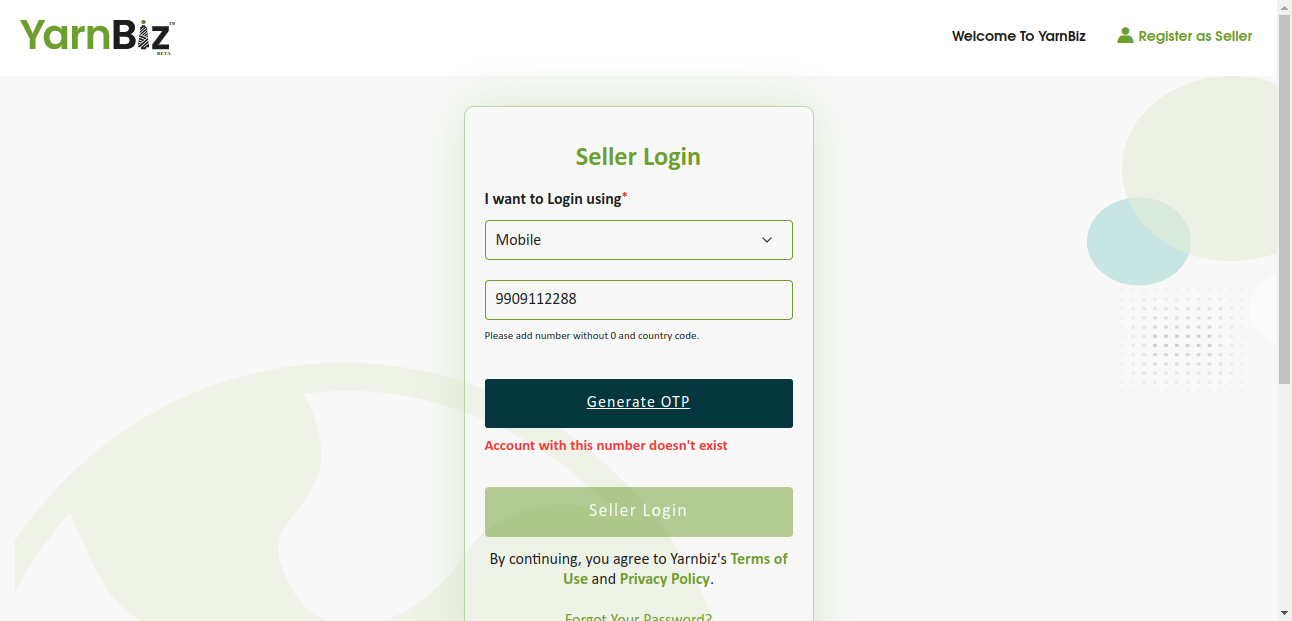 YarnBiz™
BETA
Welcome To YarnBiz
Register as Seller
Seller Login
I want to Login using*
Mobile
9909112288
Please add number without 0 and country code.
Generate OTP
Account with this number doesn't exist
Seller Login
By continuing, you agree to Yarnbiz's Terms of
Use and Privacy Policy.
Forgot Your Password?